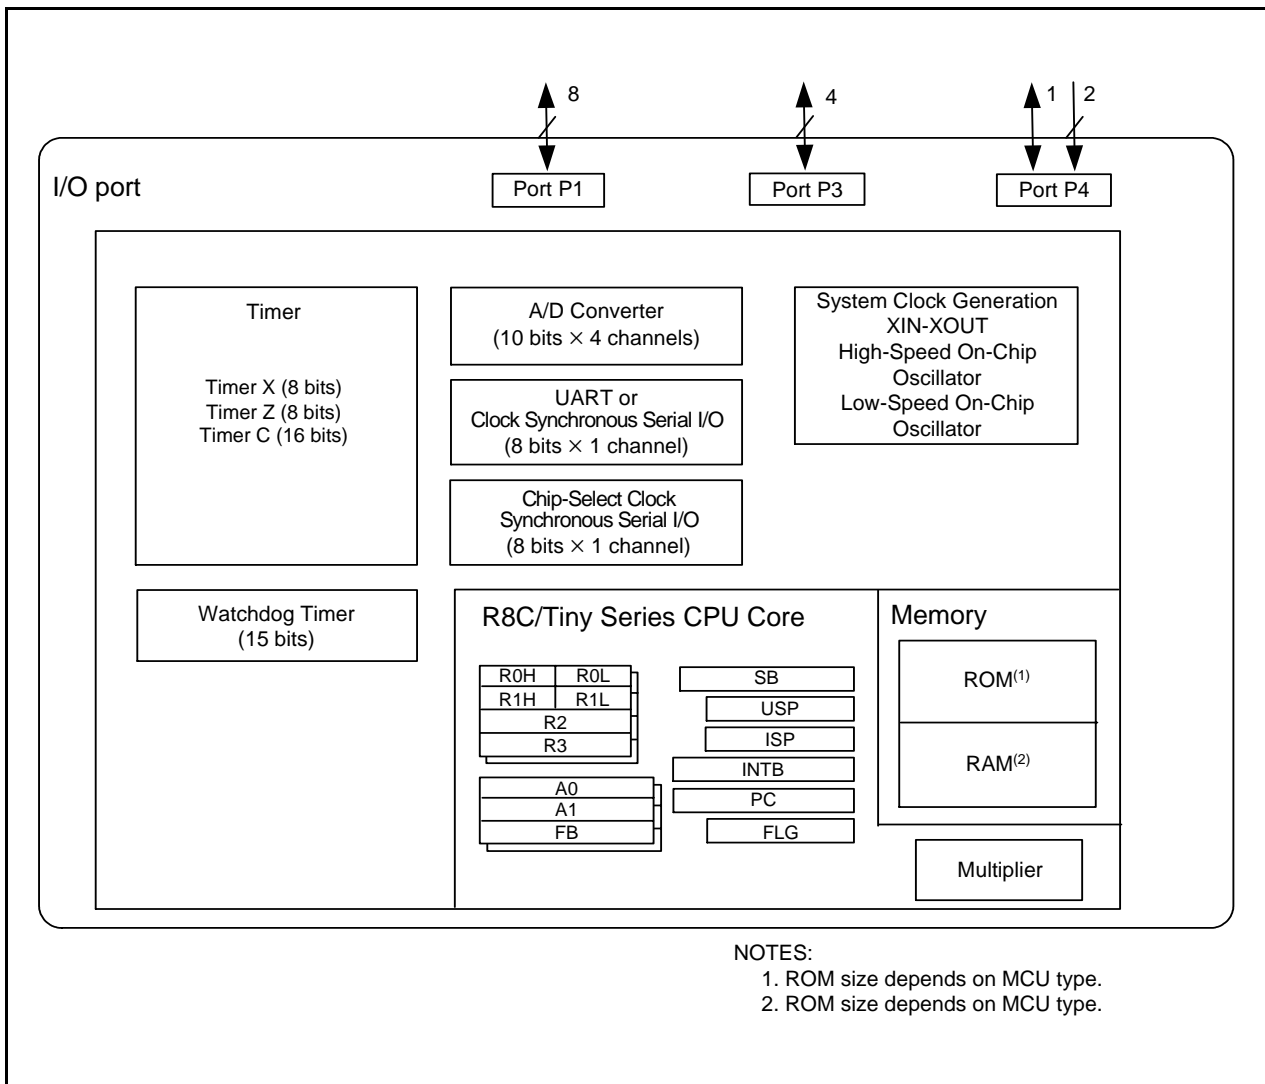 8
4
1 2
I/O port
Port P1
Port P3
Port P4
Timer
Timer X (8 bits)
Timer Z (8 bits)
Timer C (16 bits)
A/D Converter
(10 bits × 4 channels)
UART or
Clock Synchronous Serial I/O
(8 bits × 1 channel)
Chip-Select Clock
Synchronous Serial I/O
(8 bits × 1 channel)
System Clock Generation
XIN-XOUT
High-Speed On-Chip
Oscillator
Low-Speed On-Chip
Oscillator
Watchdog Timer
(15 bits)
R8C/Tiny Series CPU Core
R0H R0L
R1H R1L
R2
R3
A0
A1
FB
SB
USP
ISP
INTB
PC
FLG
Memory
ROM(1)
RAM(2)
Multiplier
NOTES:
1. ROM size depends on MCU type.
2. ROM size depends on MCU type.